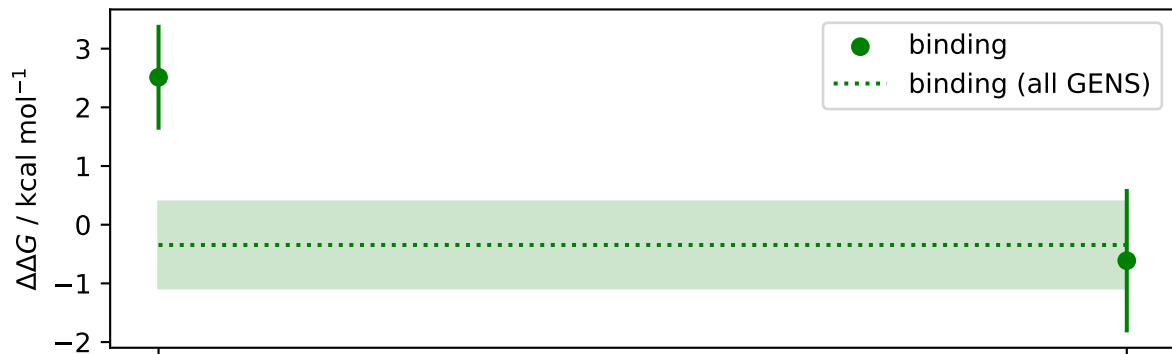 3
2
1
0
−1
−2
ΔΔG / kcal mol⁻¹
binding
binding (all GENS)